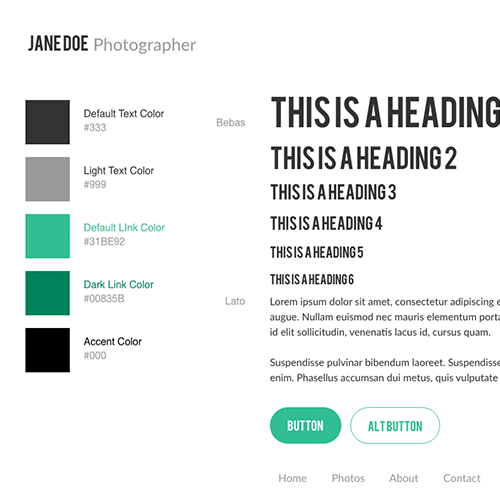 JANE DOE Photographer
Default Text Color
#333
Light Text Color
#999
Default LInk Color
#31BE92
Dark Link Color
#00835B
Accent Color
#000
Bebas
Lato
THIS IS A HEADING
THIS IS A HEADING 2
THIS IS A HEADING 3
THIS IS A HEADING 4
THIS IS A HEADING 5
THIS IS A HEADING 6
Lorem ipsum dolor sit amet, consectetur adipiscing e
augue. Nullam euismod nec mauris elementum porta
id elit sollicitudin, venenatis lacus id, cursus quam.
Suspendisse pulvinar bibendum laoreet. Suspendisse
enim. Phasellus accumsan dui metus, quis vulputate
BUTTON
ALT BUTTON
Home Photos About Contact